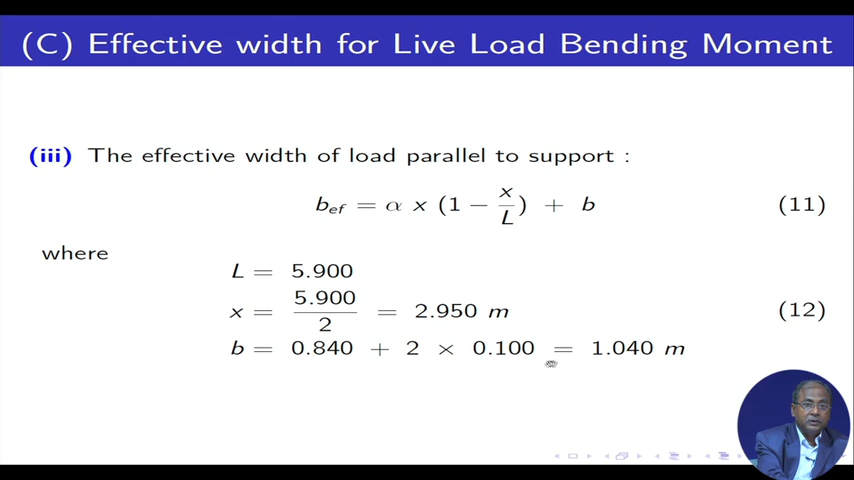 (C) Effective width for Live Load Bending Moment
(iii) The effective width of load parallel to support :
b_ef = α x (1 − x/L) + b (11)
where
L = 5.900
x = 5.900/2 = 2.950 m (12)
b = 0.840 + 2 × 0.100 = 1.040 m